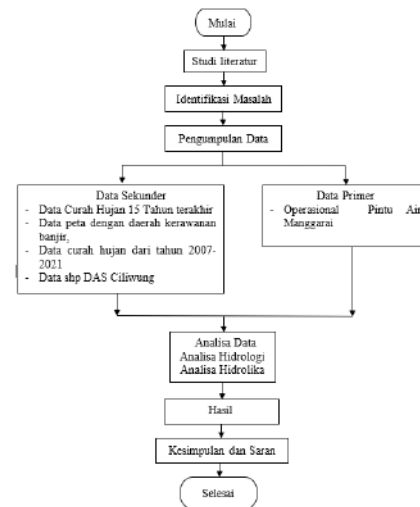 Mulai
Studi literatur
Identifikasi Masalah
Pengumpulan Data
Data Sekunder
- Data Curah Hujan 15 Tahun terakhir
- Data peta dengan daerah kerawanan
banjir,
- Data curah hujan dari tahun 2007-
2021
- Data shp DAS Ciliwung
Data Primer
- Operasional Pintu Air
Manggarai
Analisa Data
Analisa Hidrologi
Analisa Hidrolika
Hasil
Kesimpulan dan Saran
Selesai